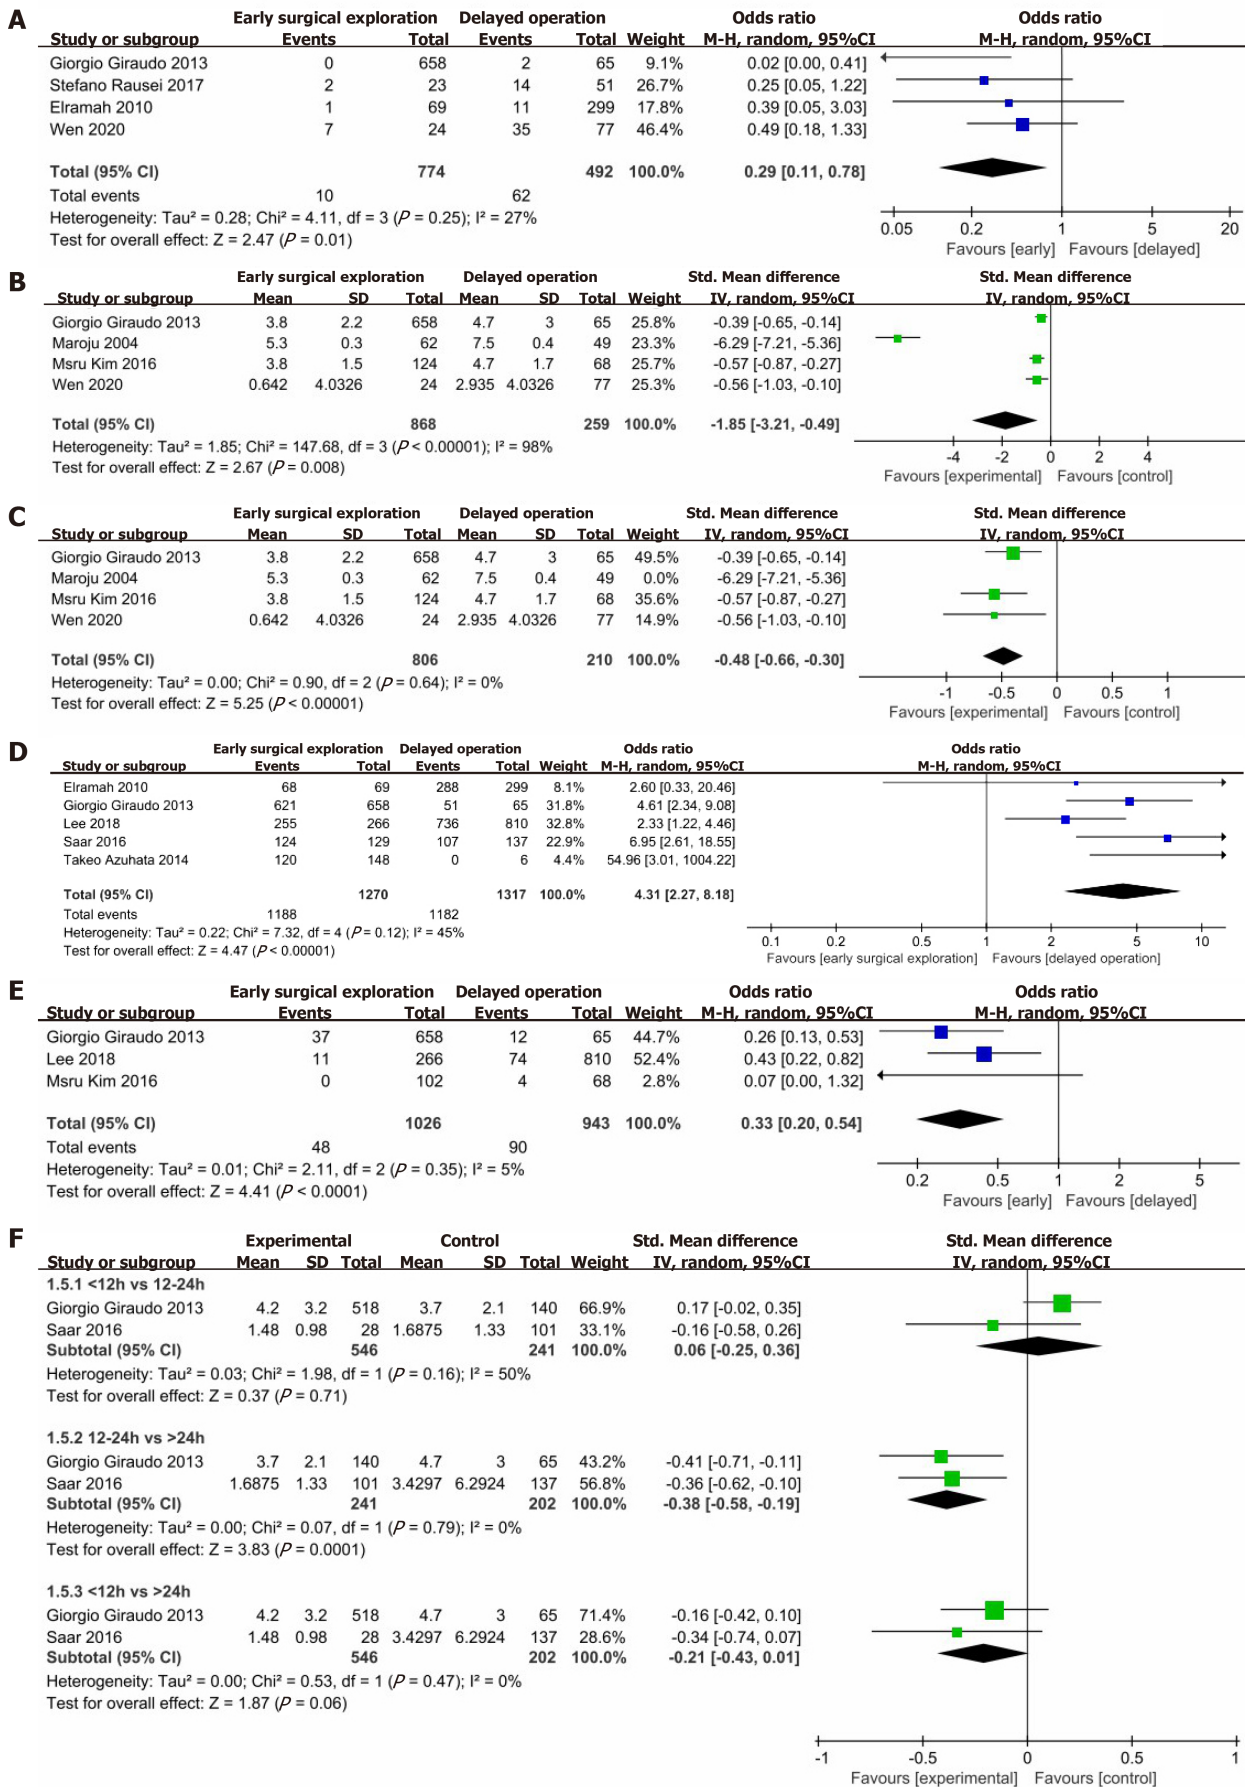 A
Early surgical exploration Delayed operation Odds ratio Odds ratio
Study or subgroup Events Total Events Total Weight M-H, random, 95%CI M-H, random, 95%CI
Giorgio Giraudo 2013 0 658 2 65 9.1% 0.02 [0.00, 0.41]
Stefano Rausei 2017 2 23 14 51 26.7% 0.25 [0.05, 1.22]
Elramah 2010 1 69 11 299 17.8% 0.39 [0.05, 3.03]
Wen 2020 7 24 35 77 46.4% 0.49 [0.18, 1.33]
Total (95% CI) 774 492 100.0% 0.29 [0.11, 0.78]
Total events 10 62
Heterogeneity: Tau² = 0.28; Chi² = 4.11, df = 3 (P = 0.25); I² = 27%
Test for overall effect: Z = 2.47 (P = 0.01)
0.05 0.2 1 5 20
Favours [early] Favours [delayed]
B
Early surgical exploration Delayed operation Std. Mean difference Std. Mean difference
Study or subgroup Mean SD Total Mean SD Total Weight IV, random, 95%CI IV, random, 95%CI
Giorgio Giraudo 2013 3.8 2.2 658 4.7 3 65 25.8% -0.39 [-0.65, -0.14]
Maroju 2004 5.3 0.3 62 7.5 0.4 49 23.3% -6.29 [-7.21, -5.36]
Msru Kim 2016 3.8 1.5 124 4.7 1.7 68 25.7% -0.57 [-0.87, -0.27]
Wen 2020 0.642 4.0326 24 2.935 4.0326 77 25.3% -0.56 [-1.03, -0.10]
Total (95% CI) 868 259 100.0% -1.85 [-3.21, -0.49]
Heterogeneity: Tau² = 1.85; Chi² = 147.68, df = 3 (P < 0.00001); I² = 98%
Test for overall effect: Z = 2.67 (P = 0.008)
-4 -2 0 2 4
Favours [experimental] Favours [control]
C
Early surgical exploration Delayed operation Std. Mean difference Std. Mean difference
Study or subgroup Mean SD Total Mean SD Total Weight IV, random, 95%CI IV, random, 95%CI
Giorgio Giraudo 2013 3.8 2.2 658 4.7 3 65 49.5% -0.39 [-0.65, -0.14]
Maroju 2004 5.3 0.3 62 7.5 0.4 49 0.0% -6.29 [-7.21, -5.36]
Msru Kim 2016 3.8 1.5 124 4.7 1.7 68 35.6% -0.57 [-0.87, -0.27]
Wen 2020 0.642 4.0326 24 2.935 4.0326 77 14.9% -0.56 [-1.03, -0.10]
Total (95% CI) 806 210 100.0% -0.48 [-0.66, -0.30]
Heterogeneity: Tau² = 0.00; Chi² = 0.90, df = 2 (P = 0.64); I² = 0%
Test for overall effect: Z = 5.25 (P < 0.00001)
-1 -0.5 0 0.5 1
Favours [experimental] Favours [control]
D
Early surgical exploration Delayed operation Odds ratio Odds ratio
Study or subgroup Events Total Events Total Weight M-H, random, 95%CI M-H, random, 95%CI
Elramah 2010 68 69 288 299 8.1% 2.60 [0.33, 20.46]
Giorgio Giraudo 2013 621 658 51 65 31.8% 4.61 [2.34, 9.08]
Lee 2018 255 266 736 810 32.8% 2.33 [1.22, 4.46]
Saar 2016 124 129 107 137 22.9% 6.95 [2.61, 18.55]
Takeo Azuhata 2014 120 148 0 6 4.4% 54.96 [3.01, 1004.22]
Total (95% CI) 1270 1317 100.0% 4.31 [2.27, 8.18]
Total events 1188 1182
Heterogeneity: Tau² = 0.22; Chi² = 7.32, df = 4 (P = 0.12); I² = 45%
Test for overall effect: Z = 4.47 (P < 0.00001)
0.1 0.2 0.5 1 2 5 10
Favours [early surgical exploration] Favours [delayed operation]
E
Early surgical exploration Delayed operation Odds ratio Odds ratio
Study or subgroup Events Total Events Total Weight M-H, random, 95%CI M-H, random, 95%CI
Giorgio Giraudo 2013 37 658 12 65 44.7% 0.26 [0.13, 0.53]
Lee 2018 11 266 74 810 52.4% 0.43 [0.22, 0.82]
Msru Kim 2016 0 102 4 68 2.8% 0.07 [0.00, 1.32]
Total (95% CI) 1026 943 100.0% 0.33 [0.20, 0.54]
Total events 48 90
Heterogeneity: Tau² = 0.01; Chi² = 2.11, df = 2 (P = 0.35); I² = 5%
Test for overall effect: Z = 4.41 (P < 0.0001)
0.2 0.5 1 2 5
Favours [early] Favours [delayed]
F
Experimental Control Std. Mean difference Std. Mean difference
Study or subgroup Mean SD Total Mean SD Total Weight IV, random, 95%CI IV, random, 95%CI
1.5.1 <12h vs 12-24h
Giorgio Giraudo 2013 4.2 3.2 518 3.7 2.1 140 66.9% 0.17 [-0.02, 0.35]
Saar 2016 1.48 0.98 28 1.6875 1.33 101 33.1% -0.16 [-0.58, 0.26]
Subtotal (95% CI) 546 241 100.0% 0.06 [-0.25, 0.36]
Heterogeneity: Tau² = 0.03; Chi² = 1.98, df = 1 (P = 0.16); I² = 50%
Test for overall effect: Z = 0.37 (P = 0.71)
1.5.2 12-24h vs >24h
Giorgio Giraudo 2013 3.7 2.1 140 4.7 3 65 43.2% -0.41 [-0.71, -0.11]
Saar 2016 1.6875 1.33 101 3.4297 6.2924 137 56.8% -0.36 [-0.62, -0.10]
Subtotal (95% CI) 241 202 100.0% -0.38 [-0.58, -0.19]
Heterogeneity: Tau² = 0.00; Chi² = 0.07, df = 1 (P = 0.79); I² = 0%
Test for overall effect: Z = 3.83 (P = 0.0001)
1.5.3 <12h vs >24h
Giorgio Giraudo 2013 4.2 3.2 518 4.7 3 65 71.4% -0.16 [-0.42, 0.10]
Saar 2016 1.48 0.98 28 3.4297 6.2924 137 28.6% -0.34 [-0.74, 0.07]
Subtotal (95% CI) 546 202 100.0% -0.21 [-0.43, 0.01]
Heterogeneity: Tau² = 0.00; Chi² = 0.53, df = 1 (P = 0.47); I² = 0%
Test for overall effect: Z = 1.87 (P = 0.06)
-1 -0.5 0 0.5 1
Favours [experimental] Favours [control]